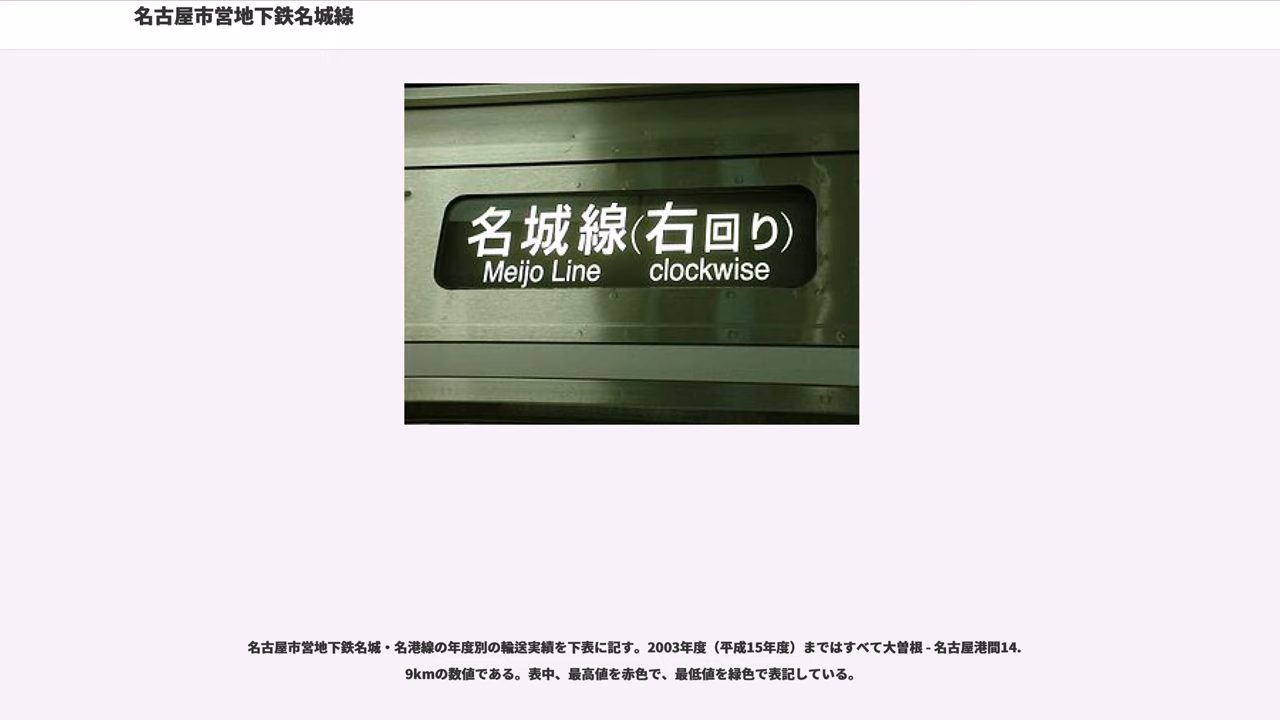 名古屋市営地下鉄名城線
名城線(右回り)
Meijo Line clockwise
名古屋市営地下鉄名城・名港線の年度別の輸送実績を下表に記す。2003年度（平成15年度）まではすべて大曽根 - 名古屋港間14.
9kmの数値である。表中、最高値を赤色で、最低値を緑色で表記している。